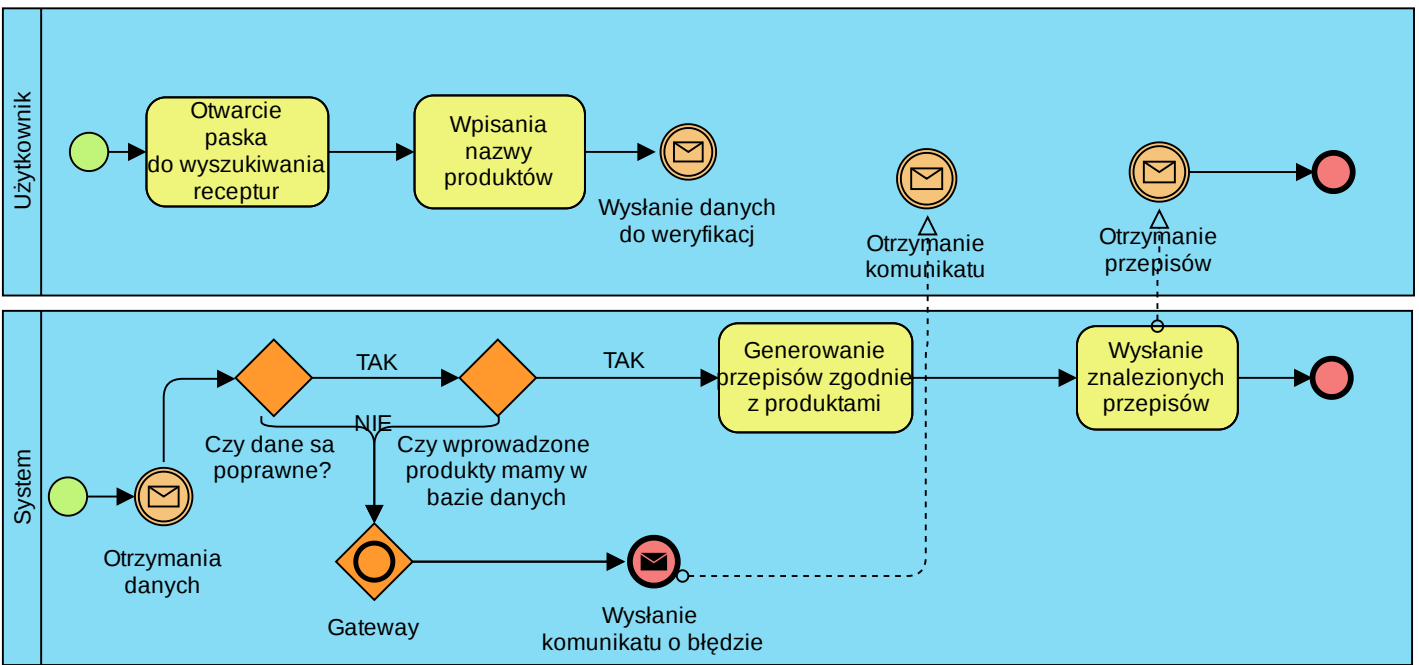 Użytkownik
Otwarcie
paska
do wyszukiwania
receptur
Wpisania
nazwy
produktów
Wysłanie danych
do weryfikacj
Otrzymanie
komunikatu
Otrzymanie
przepisów
System
Otrzymania
danych
Czy dane sa
poprawne?
TAK
NIE
Czy wprowadzone
produkty mamy w
bazie danych
TAK
Generowanie
przepisów zgodnie
z produktami
Wysłanie
znalezionych
przepisów
Gateway
Wysłanie
komunikatu o błędzie